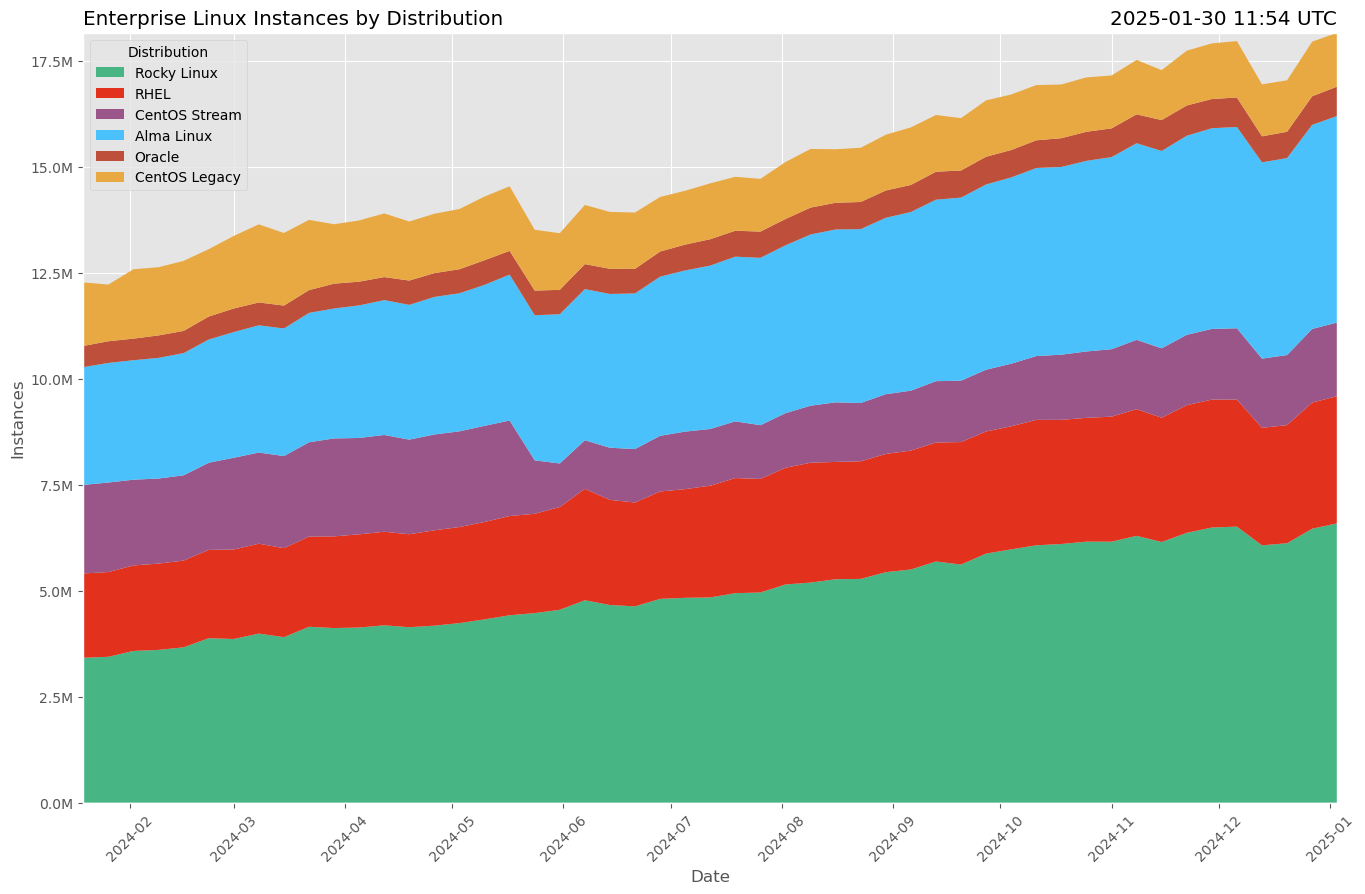 Enterprise Linux Instances by Distribution
2025-01-30 11:54 UTC
Distribution
Rocky Linux
RHEL
CentOS Stream
Alma Linux
Oracle
CentOS Legacy
17.5M
15.0M
12.5M
10.0M
7.5M
5.0M
2.5M
0.0M
Instances
2024-02
2024-03
2024-04
2024-05
2024-06
2024-07
2024-08
2024-09
2024-10
2024-11
2024-12
2025-01
Date